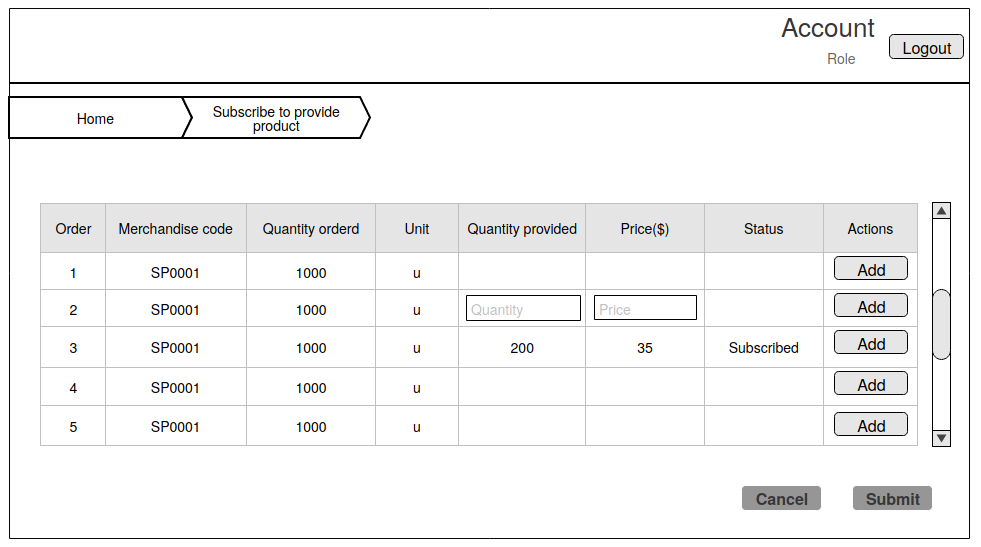 Account
Role
Logout
Home
Subscribe to provide
product
Order Merchandise code Quantity orderd Unit Quantity provided Price($) Status Actions
1 SP0001 1000 u Add
2 SP0001 1000 u Quantity Price Add
3 SP0001 1000 u 200 35 Subscribed Add
4 SP0001 1000 u Add
5 SP0001 1000 u Add
Cancel Submit